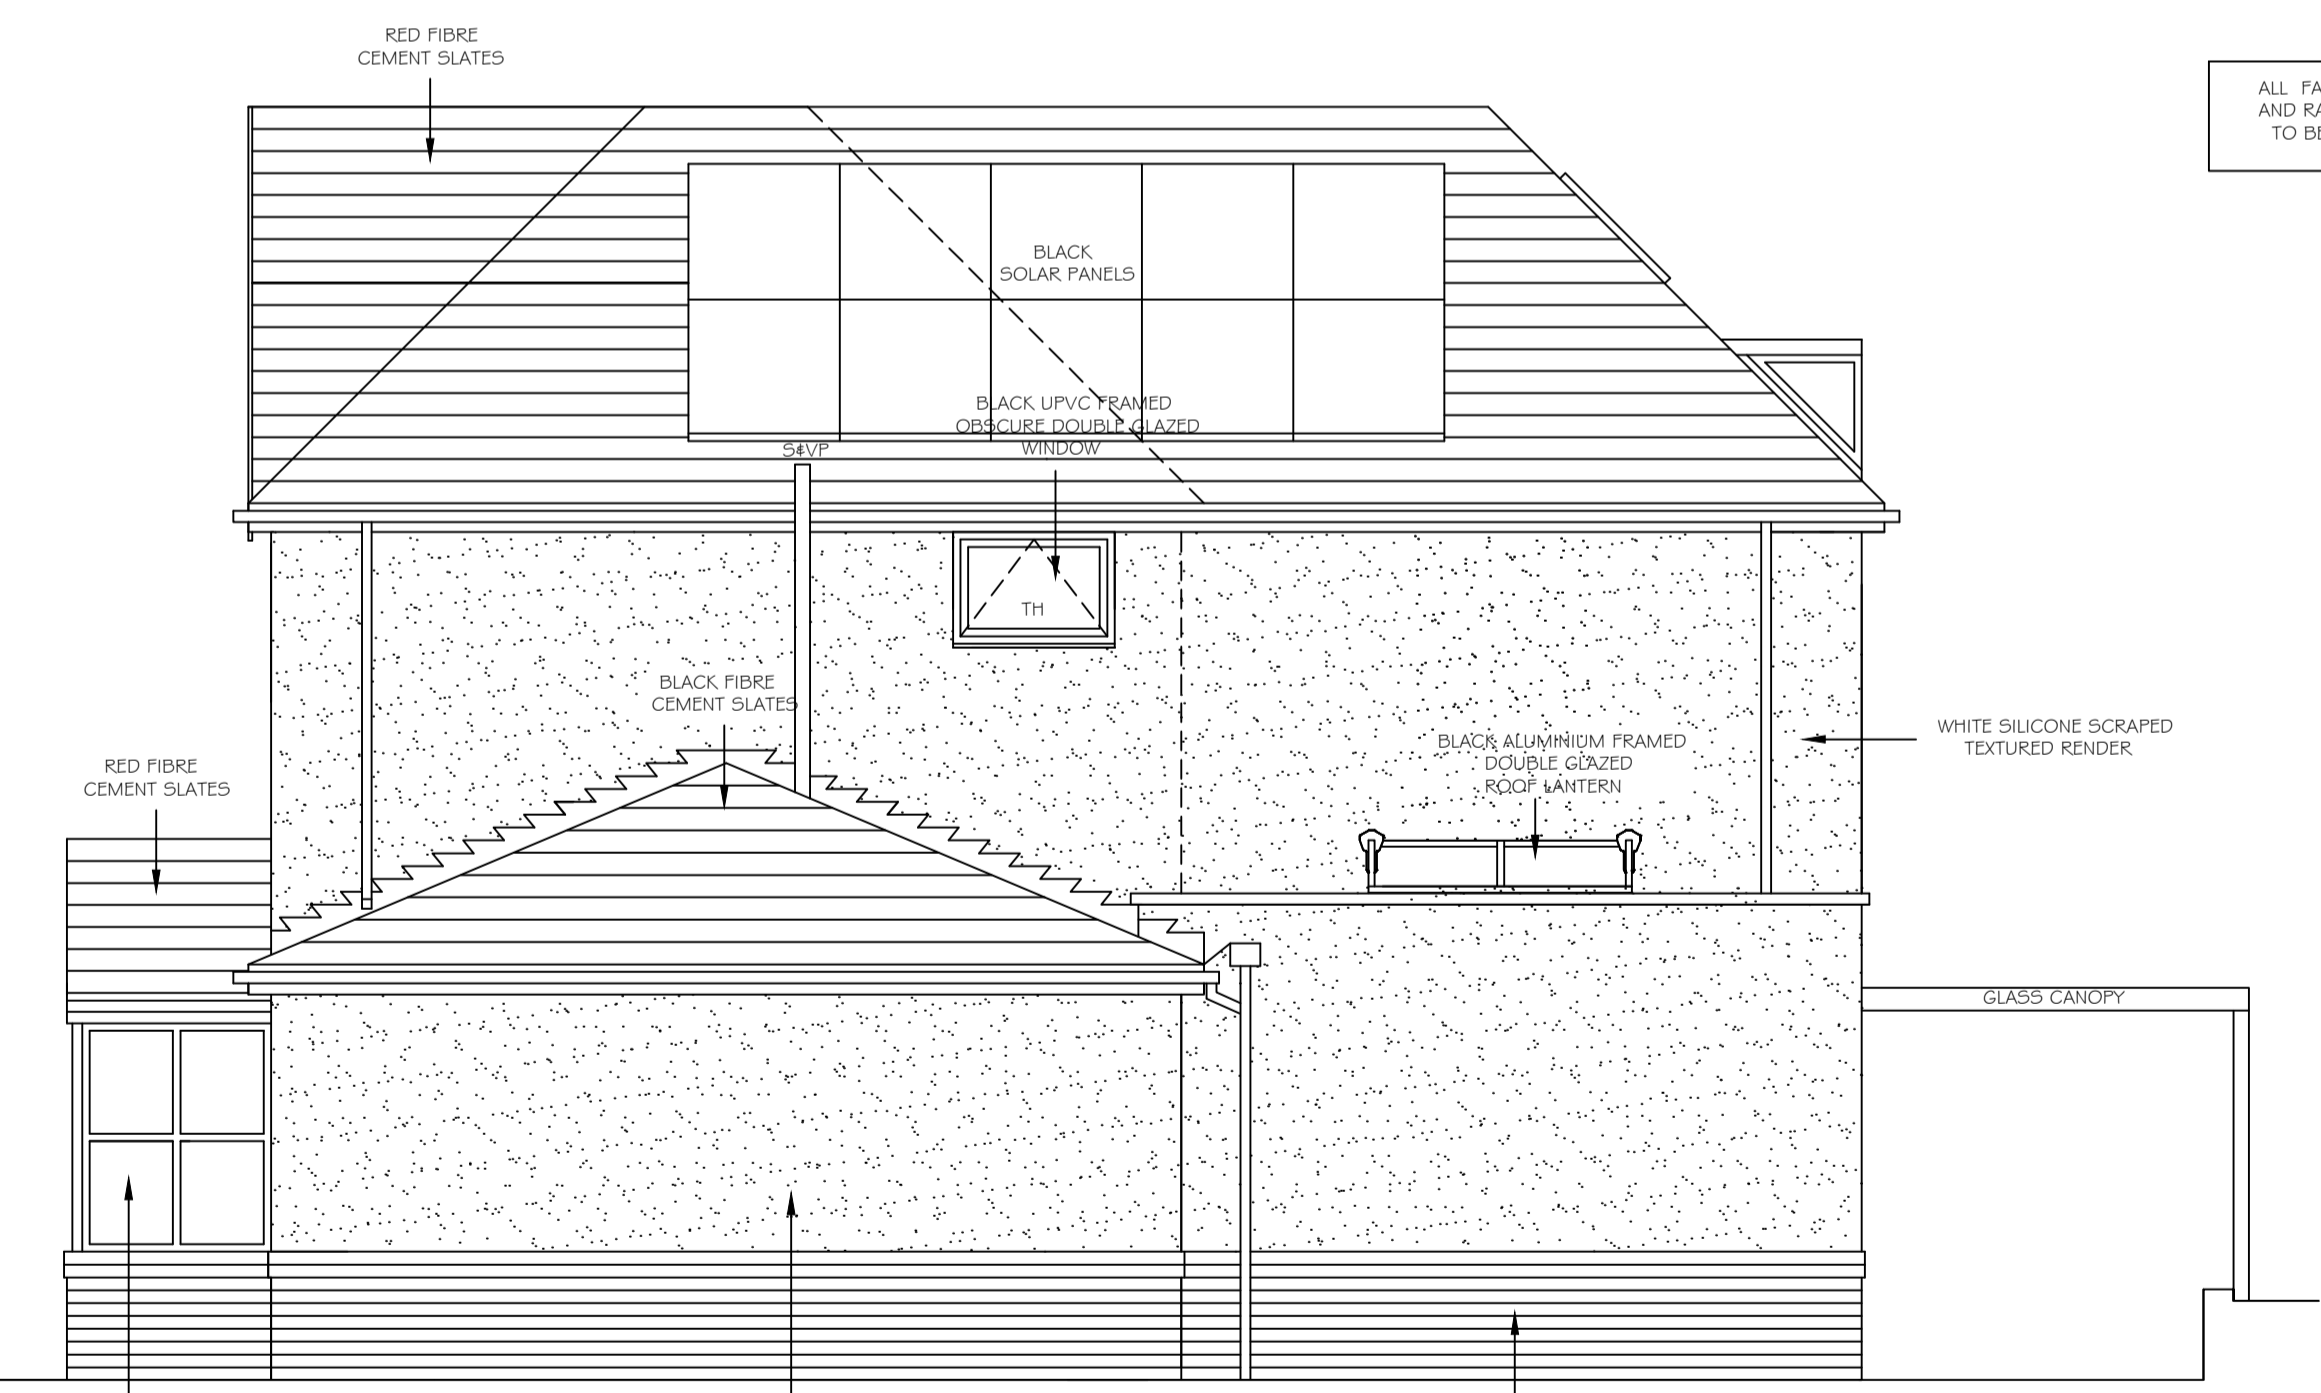 RED FIBRE
CEMENT SLATES
ALL FA
AND RA
TO BE
BLACK
SOLAR PANELS
BLACK UPVC FRAMED
OBSCURE DOUBLE GLAZED
WINDOW
S&VP
TH
BLACK FIBRE
CEMENT SLATES
WHITE SILICONE SCRAPED
TEXTURED RENDER
BLACK ALUMINIUM FRAMED
DOUBLE GLAZED
ROOF LANTERN
RED FIBRE
CEMENT SLATES
GLASS CANOPY